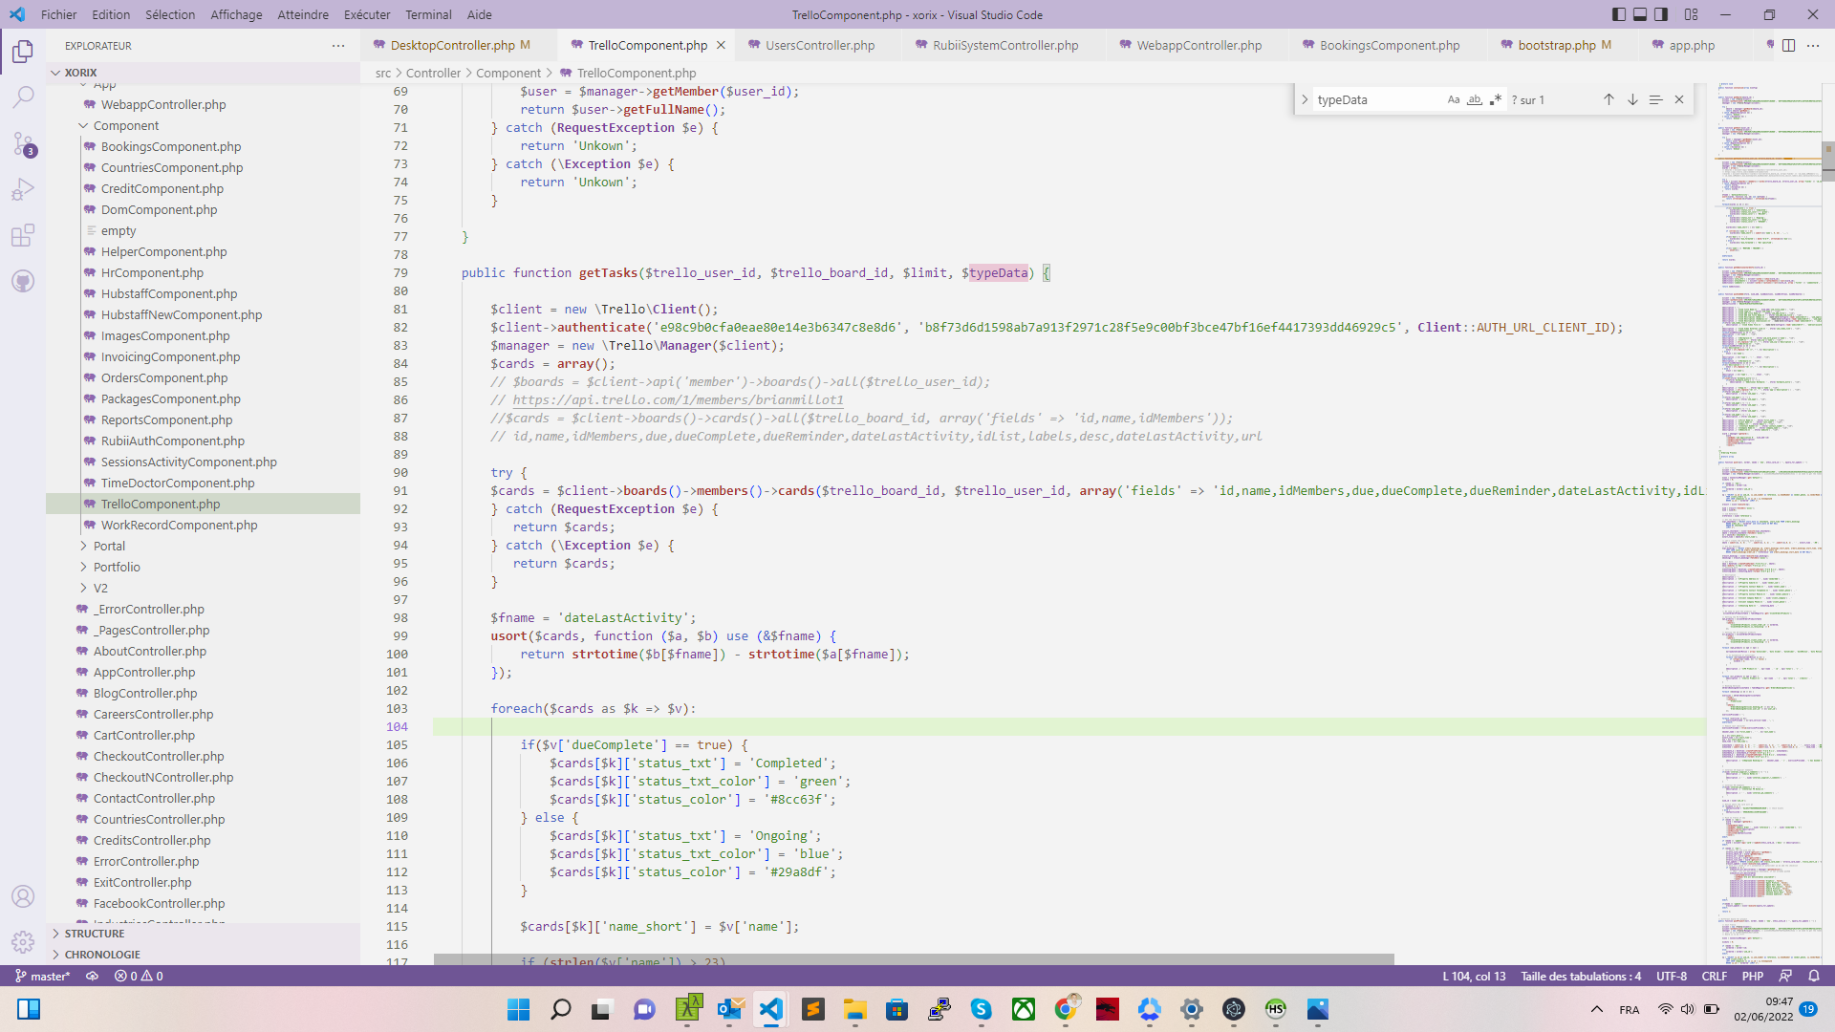 Fichier Edition Sélection Affichage Atteindre Exécuter Terminal Aide
TrelloComponent.php - xorix - Visual Studio Code
EXPLORATEUR
DesktopController.php M
TrelloComponent.php
UsersController.php
RubiiSystemController.php
WebappController.php
BookingsComponent.php
bootstrap.php M
app.php
XORIX
src > Controller > Component > TrelloComponent.php
typeData
Aa ab
? sur 1
App
WebappController.php
Component
BookingsComponent.php
CountriesComponent.php
CreditComponent.php
DomComponent.php
empty
HelperComponent.php
HrComponent.php
HubstaffComponent.php
HubstaffNewComponent.php
ImagesComponent.php
InvoicingComponent.php
OrdersComponent.php
PackagesComponent.php
ReportsComponent.php
RubiiAuthComponent.php
SessionsActivityComponent.php
TimeDoctorComponent.php
TrelloComponent.php
WorkRecordComponent.php
Portal
Portfolio
V2
_ErrorController.php
_PagesController.php
AboutController.php
AppController.php
BlogController.php
CareersController.php
CartController.php
CheckoutController.php
CheckoutNController.php
ContactController.php
CountriesController.php
CreditsController.php
ErrorController.php
ExitController.php
FacebookController.php
STRUCTURE
CHRONOLOGIE
3
69 $user = $manager->getMember($user_id);
70 return $user->getFullName();
71 } catch (RequestException $e) {
72 return 'Unkown';
73 } catch (\Exception $e) {
74 return 'Unkown';
75 }
76
77 }
78
79 public function getTasks($trello_user_id, $trello_board_id, $limit, $typeData) {
80
81 $client = new \Trello\Client();
82 $client->authenticate('e98c9b0cfa0eae80e14e3b6347c8e8d6', 'b8f73d6d1598ab7a913f2971c28f5e9c00bf3bce47bf16ef4417393dd46929c5', Client::AUTH_URL_CLIENT_ID);
83 $manager = new \Trello\Manager($client);
84 $cards = array();
85 // $boards = $client->api('member')->boards()->all($trello_user_id);
86 // https://api.trello.com/1/members/brianmillot1
87 //$cards = $client->boards()->cards()->all($trello_board_id, array('fields' => 'id,name,idMembers'));
88 // id,name,idMembers,due,dueComplete,dueReminder,dateLastActivity,idList,labels,desc,dateLastActivity,url
89
90 try {
91 $cards = $client->boards()->members()->cards($trello_board_id, $trello_user_id, array('fields' => 'id,name,idMembers,due,dueComplete,dueReminder,dateLastActivity,idL
92 } catch (RequestException $e) {
93 return $cards;
94 } catch (\Exception $e) {
95 return $cards;
96 }
97
98 $fname = 'dateLastActivity';
99 usort($cards, function ($a, $b) use (&$fname) {
100 return strtotime($b[$fname]) - strtotime($a[$fname]);
101 });
102
103 foreach($cards as $k => $v):
104
105 if($v['dueComplete'] == true) {
106 $cards[$k]['status_txt'] = 'Completed';
107 $cards[$k]['status_txt_color'] = 'green';
108 $cards[$k]['status_color'] = '#8cc63f';
109 } else {
110 $cards[$k]['status_txt'] = 'Ongoing';
111 $cards[$k]['status_txt_color'] = 'blue';
112 $cards[$k]['status_color'] = '#29a8df';
113 }
114
115 $cards[$k]['name_short'] = $v['name'];
116
117 if (strlen($v['name']) > 23)
master* 0 0
L 104, col 13 Taille des tabulations : 4 UTF-8 CRLF PHP
FRA
09:47
02/06/2022
19